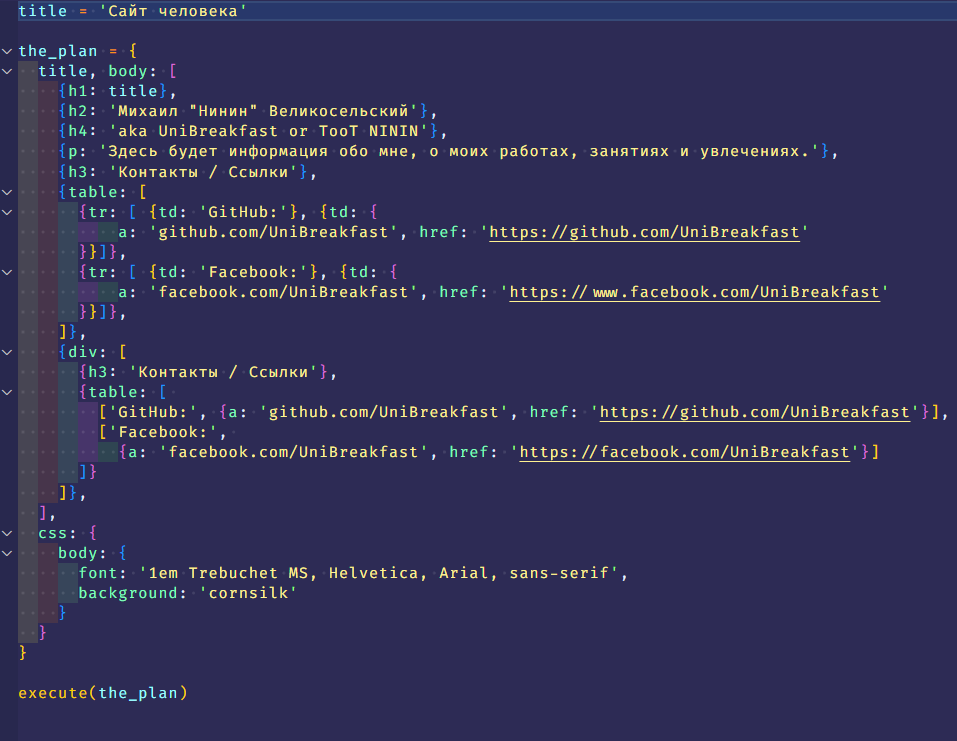 title = 'Сайт человека'
the_plan = {
title, body: [
{h1: title},
{h2: 'Михаил "Нинин" Великосельский'},
{h4: 'aka UniBreakfast or TooT NININ'},
{p: 'Здесь будет информация обо мне, о моих работах, занятиях и увлечениях.'},
{h3: 'Контакты / Ссылки'},
{table: [
{tr: [ {td: 'GitHub:'}, {td: {
a: 'github.com/UniBreakfast', href: 'https://github.com/UniBreakfast'
}}]},
{tr: [ {td: 'Facebook:'}, {td: {
a: 'facebook.com/UniBreakfast', href: 'https://www.facebook.com/UniBreakfast'
}}]},
]},
{div: [
{h3: 'Контакты / Ссылки'},
{table: [
['GitHub:', {a: 'github.com/UniBreakfast', href: 'https://github.com/UniBreakfast'}],
['Facebook:',
{a: 'facebook.com/UniBreakfast', href: 'https://facebook.com/UniBreakfast'}]
]}
]},
],
css: {
body: {
font: '1em Trebuchet MS, Helvetica, Arial, sans-serif',
background: 'cornsilk'
}
}
}
execute(the_plan)